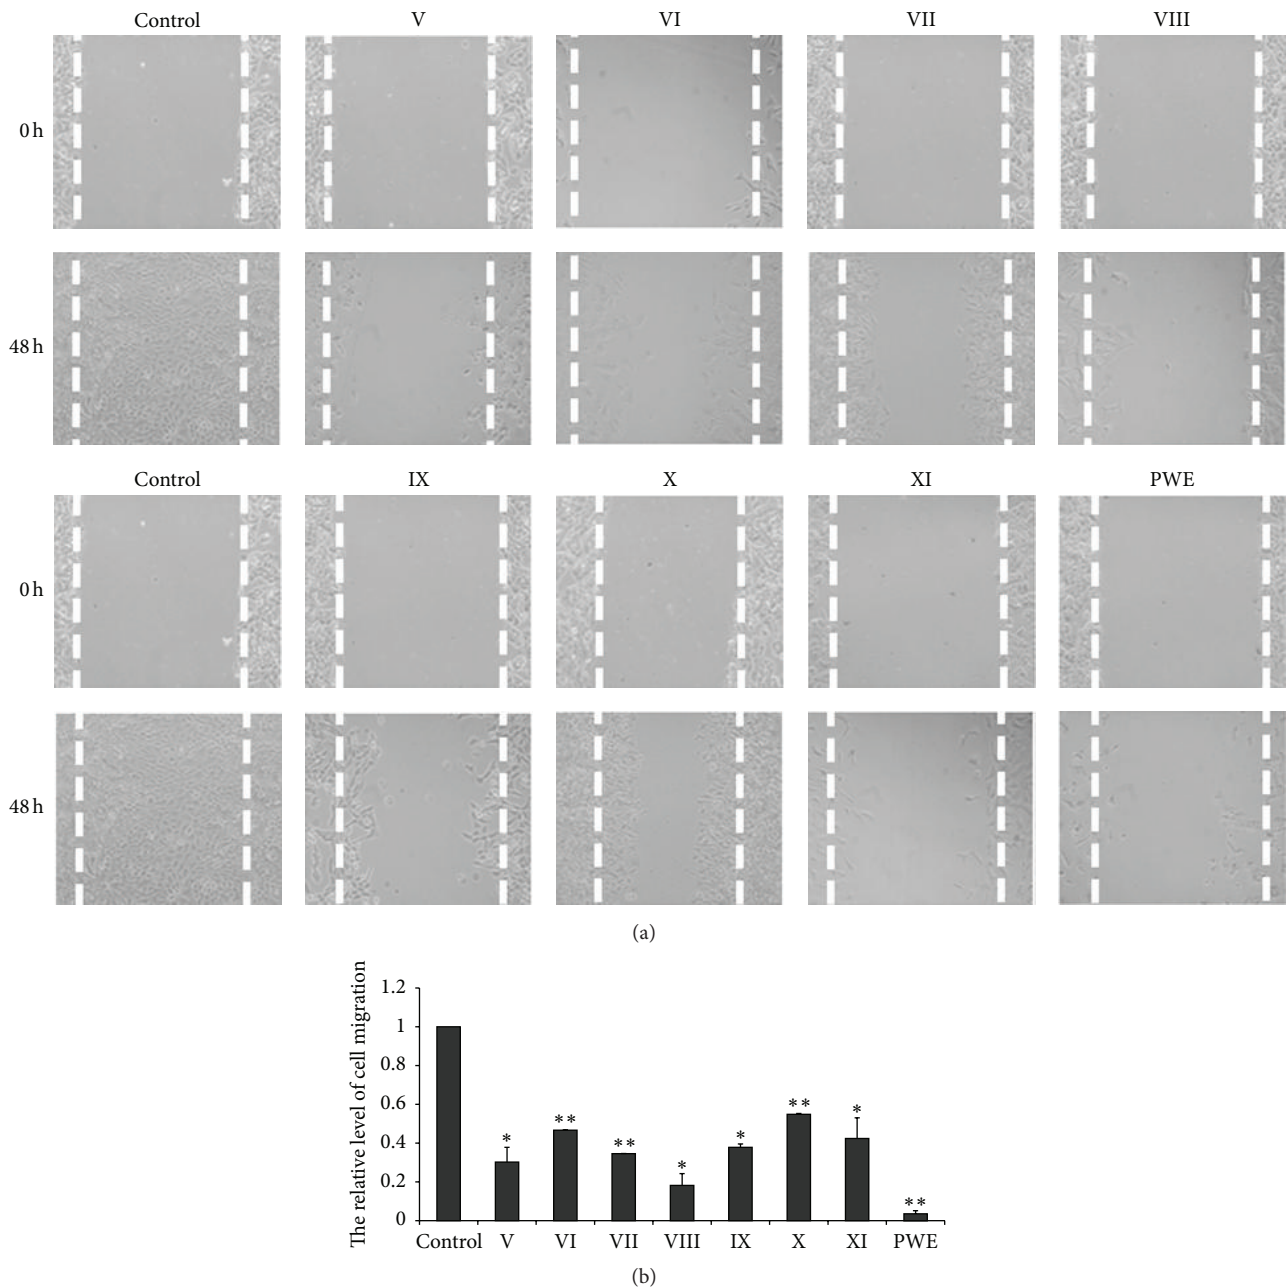 Control V VI VII VIII
0 h
48 h
Control IX X XI PWE
0 h
48 h
(a)
The relative level of cell migration
1.2
1
0.8
0.6
0.4
0.2
0
* ** ** * * ** * **
Control V VI VII VIII IX X XI PWE
(b)